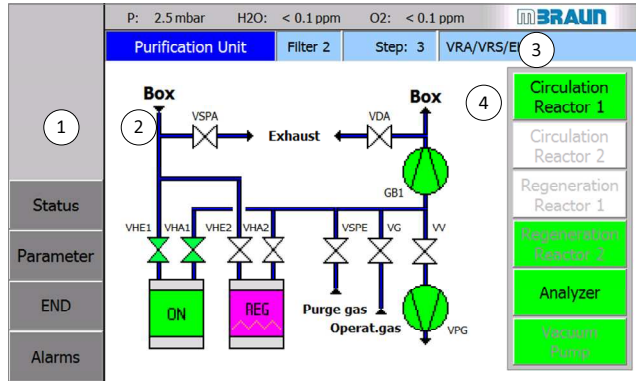 P: 2.5 mbar H2O: < 0.1 ppm O2: < 0.1 ppm MBRAUN
Purification Unit Filter 2 Step: 3 VRA/VRS/E
3
1
Status
Parameter
END
Alarms
Box
2
VSPA
Exhaust
VDA
Box
GB1
VHE1 VHA1 VHE2 VHA2 VSPE VG VV
ON
REG
Purge gas
Operat.gas
VPG
4
Circulation
Reactor 1
Circulation
Reactor 2
Regeneration
Reactor 1
Regeneration
Reactor 2
Analyzer
Vacuum
Pump